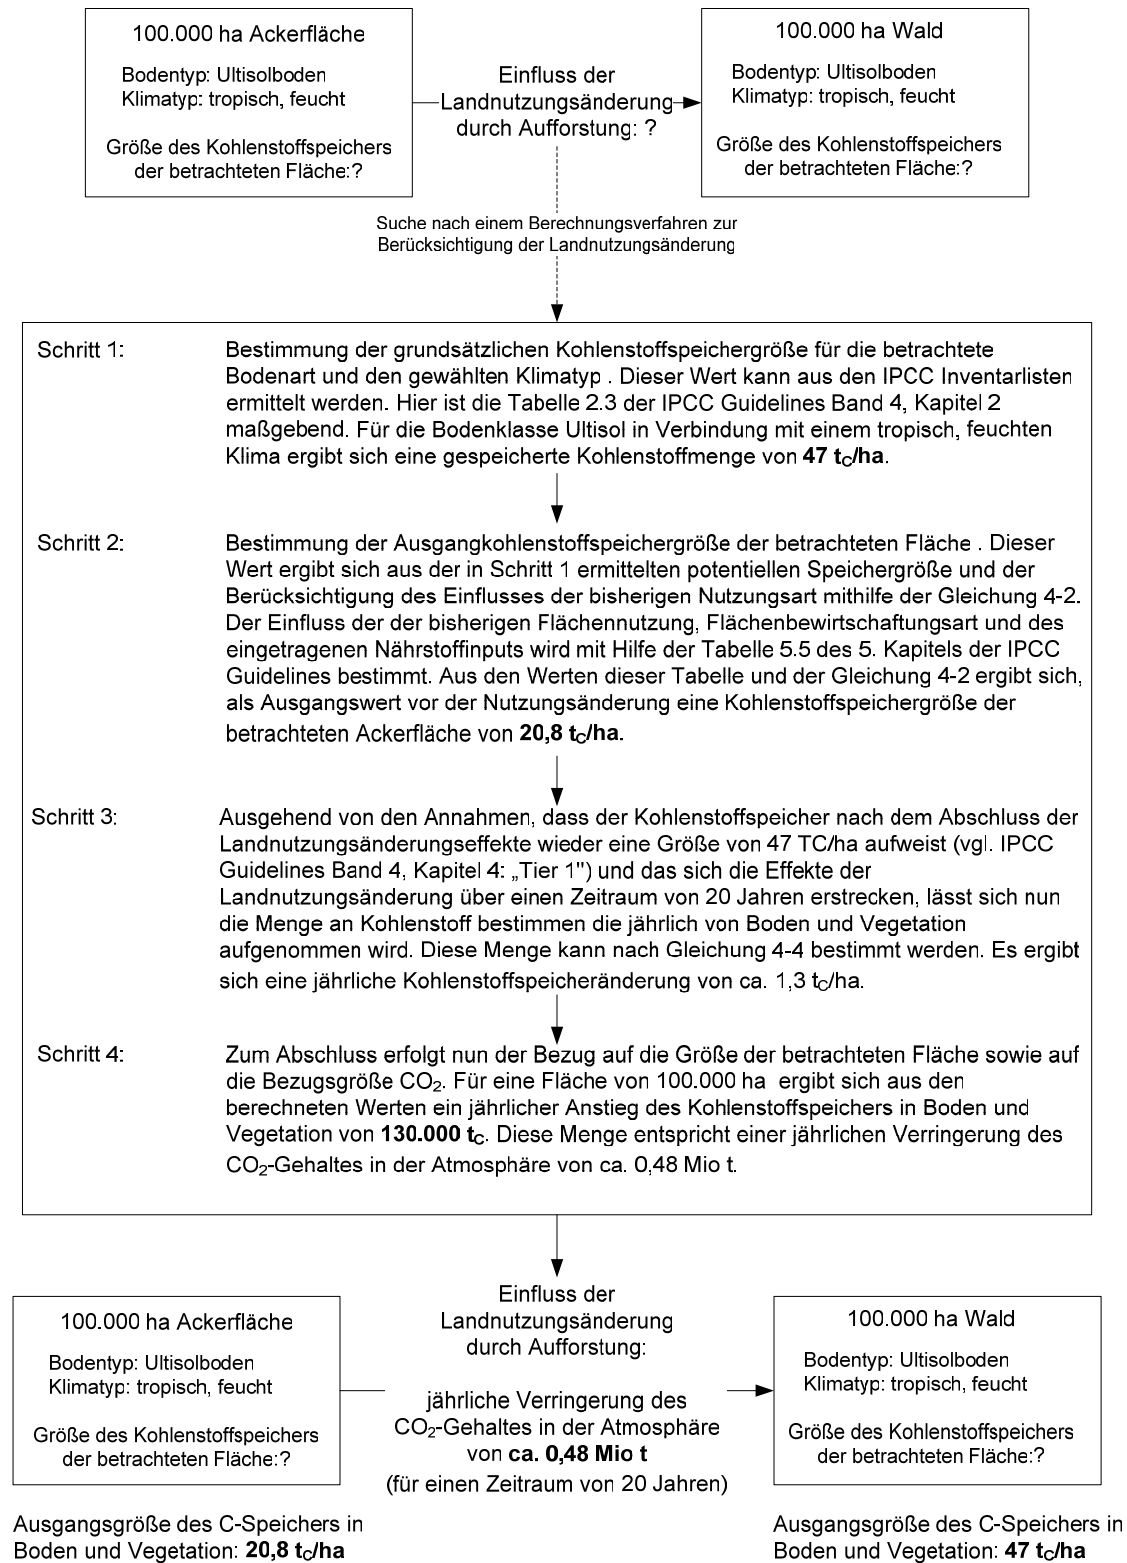 100.000 ha Ackerfläche
Bodentyp: Ultisolboden
Klimatyp: tropisch, feucht
Größe des Kohlenstoffspeichers
der betrachteten Fläche:?
Einfluss der
Landnutzungsänderung
durch Aufforstung: ?
100.000 ha Wald
Bodentyp: Ultisolboden
Klimatyp: tropisch, feucht
Größe des Kohlenstoffspeichers
der betrachteten Fläche:?
Suche nach einem Berechnungsverfahren zur
Berücksichtigung der Landnutzungsänderung
Schritt 1:
Bestimmung der grundsätzlichen Kohlenstoffspeichergröße für die betrachtete
Bodenart und den gewählten Klimatyp . Dieser Wert kann aus den IPCC Inventarlisten
ermittelt werden. Hier ist die Tabelle 2.3 der IPCC Guidelines Band 4, Kapitel 2
maßgebend. Für die Bodenklasse Ultisol in Verbindung mit einem tropisch, feuchten
Klima ergibt sich eine gespeicherte Kohlenstoffmenge von 47 tC/ha.
Schritt 2:
Bestimmung der Ausgangkohlenstoffspeichergröße der betrachteten Fläche . Dieser
Wert ergibt sich aus der in Schritt 1 ermittelten potentiellen Speichergröße und der
Berücksichtigung des Einflusses der bisherigen Nutzungsart mithilfe der Gleichung 4-2.
Der Einfluss der der bisherigen Flächennutzung, Flächenbewirtschaftungsart und des
eingetragenen Nährstoffinputs wird mit Hilfe der Tabelle 5.5 des 5. Kapitels der IPCC
Guidelines bestimmt. Aus den Werten dieser Tabelle und der Gleichung 4-2 ergibt sich,
als Ausgangswert vor der Nutzungsänderung eine Kohlenstoffspeichergröße der
betrachteten Ackerfläche von 20,8 tC/ha.
Schritt 3:
Ausgehend von den Annahmen, dass der Kohlenstoffspeicher nach dem Abschluss der
Landnutzungsänderungseffekte wieder eine Größe von 47 TC/ha aufweist (vgl. IPCC
Guidelines Band 4, Kapitel 4: „Tier 1") und das sich die Effekte der
Landnutzungsänderung über einen Zeitraum von 20 Jahren erstrecken, lässt sich nun
die Menge an Kohlenstoff bestimmen die jährlich von Boden und Vegetation
aufgenommen wird. Diese Menge kann nach Gleichung 4-4 bestimmt werden. Es ergibt
sich eine jährliche Kohlenstoffspeicheränderung von ca. 1,3 tC/ha.
Schritt 4:
Zum Abschluss erfolgt nun der Bezug auf die Größe der betrachteten Fläche sowie auf
die Bezugsgröße CO₂. Für eine Fläche von 100.000 ha ergibt sich aus den
berechneten Werten ein jährlicher Anstieg des Kohlenstoffspeichers in Boden und
Vegetation von 130.000 tC. Diese Menge entspricht einer jährlichen Verringerung des
CO₂-Gehaltes in der Atmosphäre von ca. 0,48 Mio t.
100.000 ha Ackerfläche
Bodentyp: Ultisolboden
Klimatyp: tropisch, feucht
Größe des Kohlenstoffspeichers
der betrachteten Fläche:?
Einfluss der
Landnutzungsänderung
durch Aufforstung:
jährliche Verringerung des
CO₂-Gehaltes in der Atmosphäre
von ca. 0,48 Mio t
(für einen Zeitraum von 20 Jahren)
100.000 ha Wald
Bodentyp: Ultisolboden
Klimatyp: tropisch, feucht
Größe des Kohlenstoffspeichers
der betrachteten Fläche:?
Ausgangsgröße des C-Speichers in
Boden und Vegetation: 20,8 tC/ha
Ausgangsgröße des C-Speichers in
Boden und Vegetation: 47 tC/ha